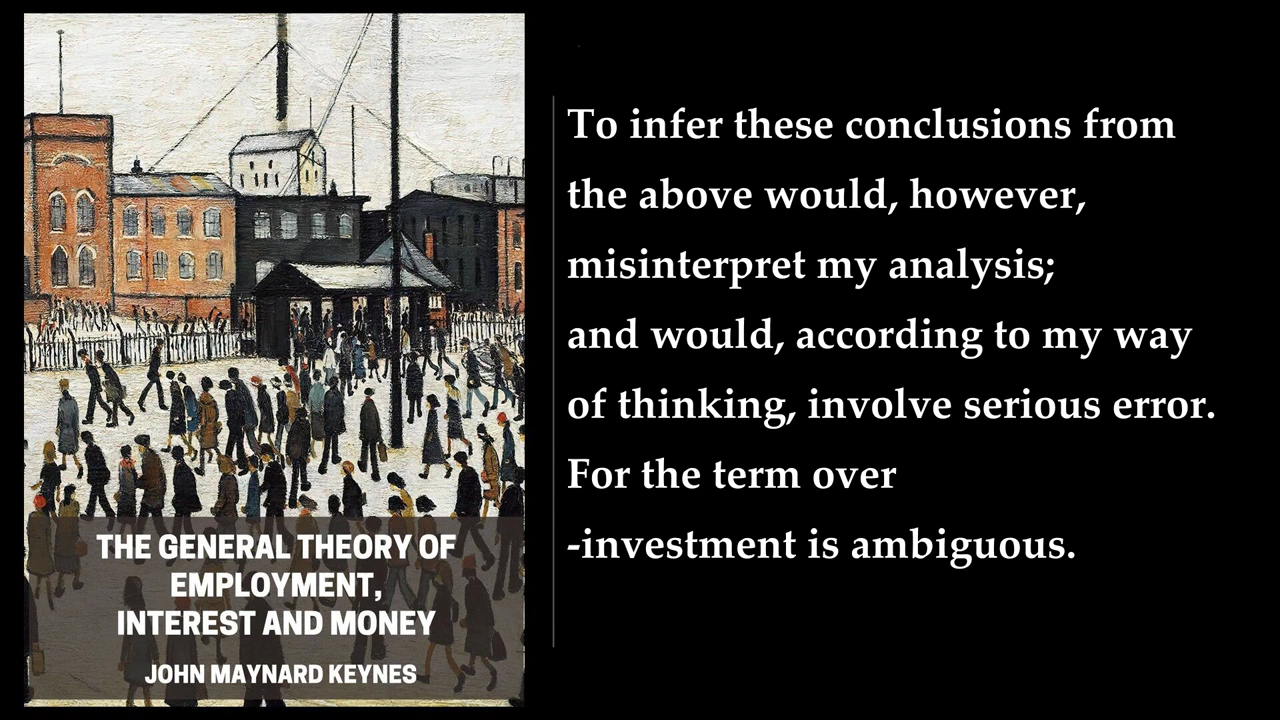 THE GENERAL THEORY OF
EMPLOYMENT,
INTEREST AND MONEY
JOHN MAYNARD KEYNES
To infer these conclusions from
the above would, however,
misinterpret my analysis;
and would, according to my way
of thinking, involve serious error.
For the term over
-investment is ambiguous.